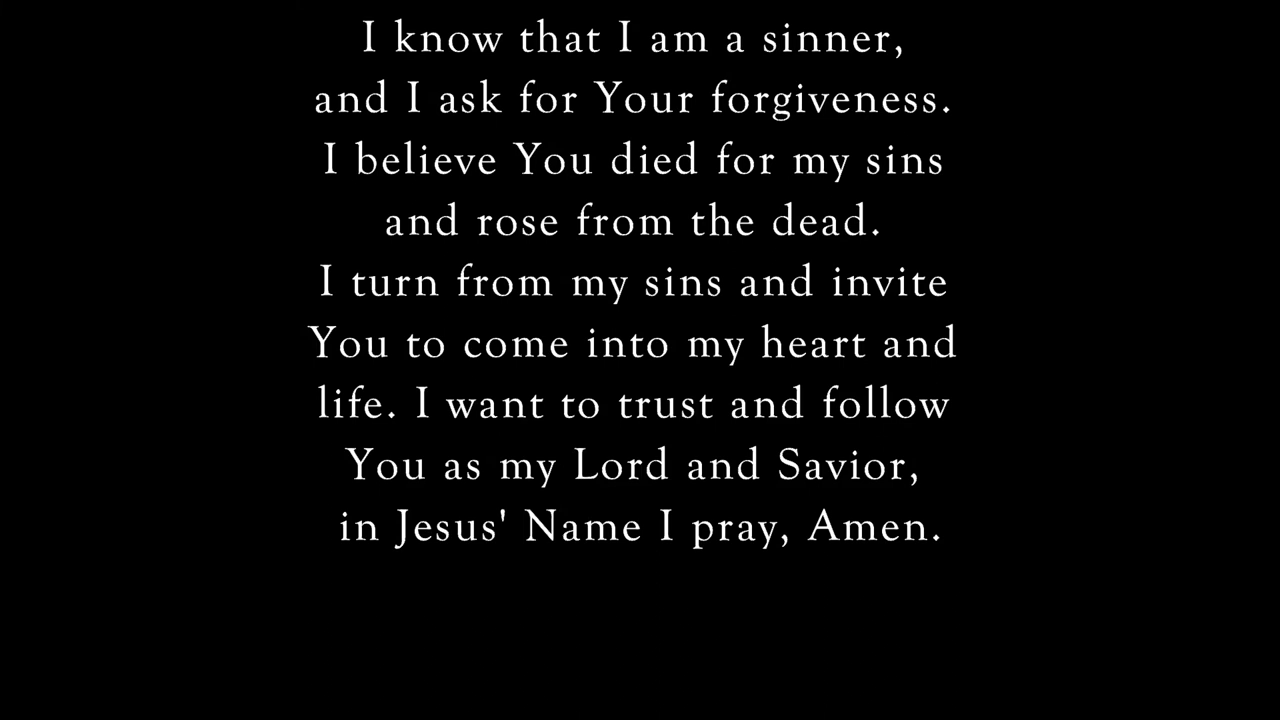 I know that I am a sinner,
and I ask for Your forgiveness.
I believe You died for my sins
and rose from the dead.
I turn from my sins and invite
You to come into my heart and
life. I want to trust and follow
You as my Lord and Savior,
in Jesus' Name I pray, Amen.